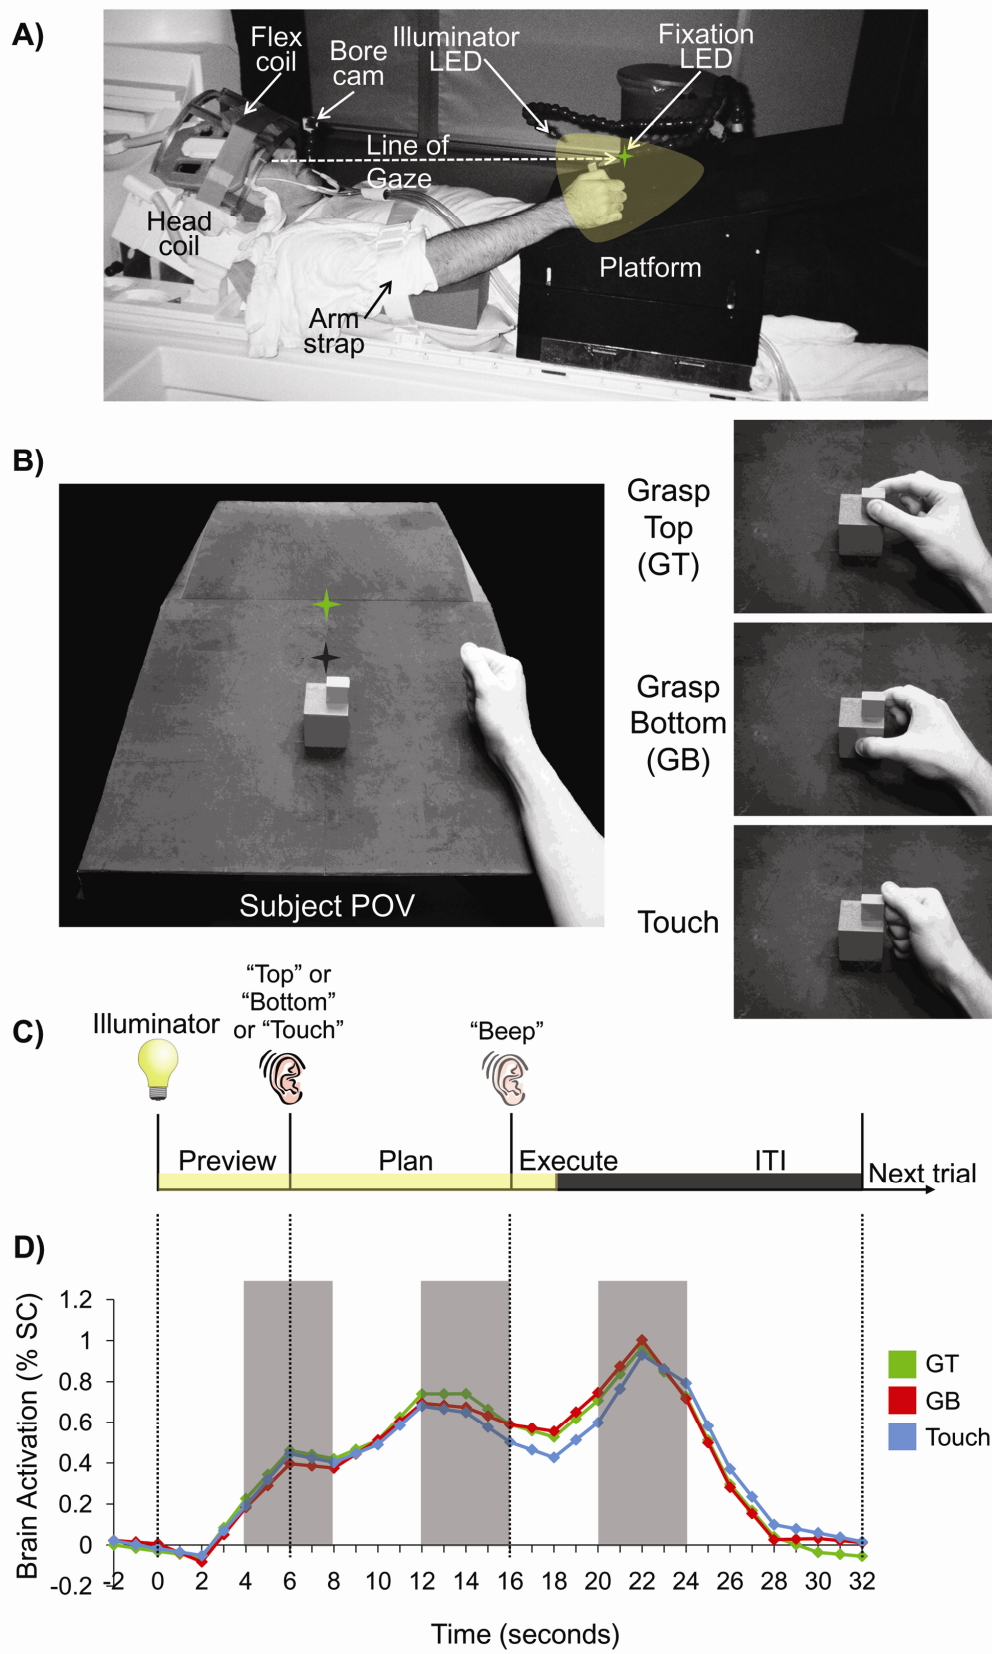 A)
Flex
coil
Bore
cam
Illuminator
LED
Fixation
LED
Line of
Gaze
Head
coil
Platform
Arm
strap
B)
Grasp
Top
(GT)
Grasp
Bottom
(GB)
Touch
Subject POV
C)
Illuminator
“Top” or
“Bottom”
or “Touch”
“Beep”
Preview
Plan
Execute
ITI
Next trial
D)
Brain Activation (% SC)
1.2
1
0.8
0.6
0.4
0.2
0
-0.2
-2 0 2 4 6 8 10 12 14 16 18 20 22 24 26 28 30 32
Time (seconds)
GT
GB
Touch